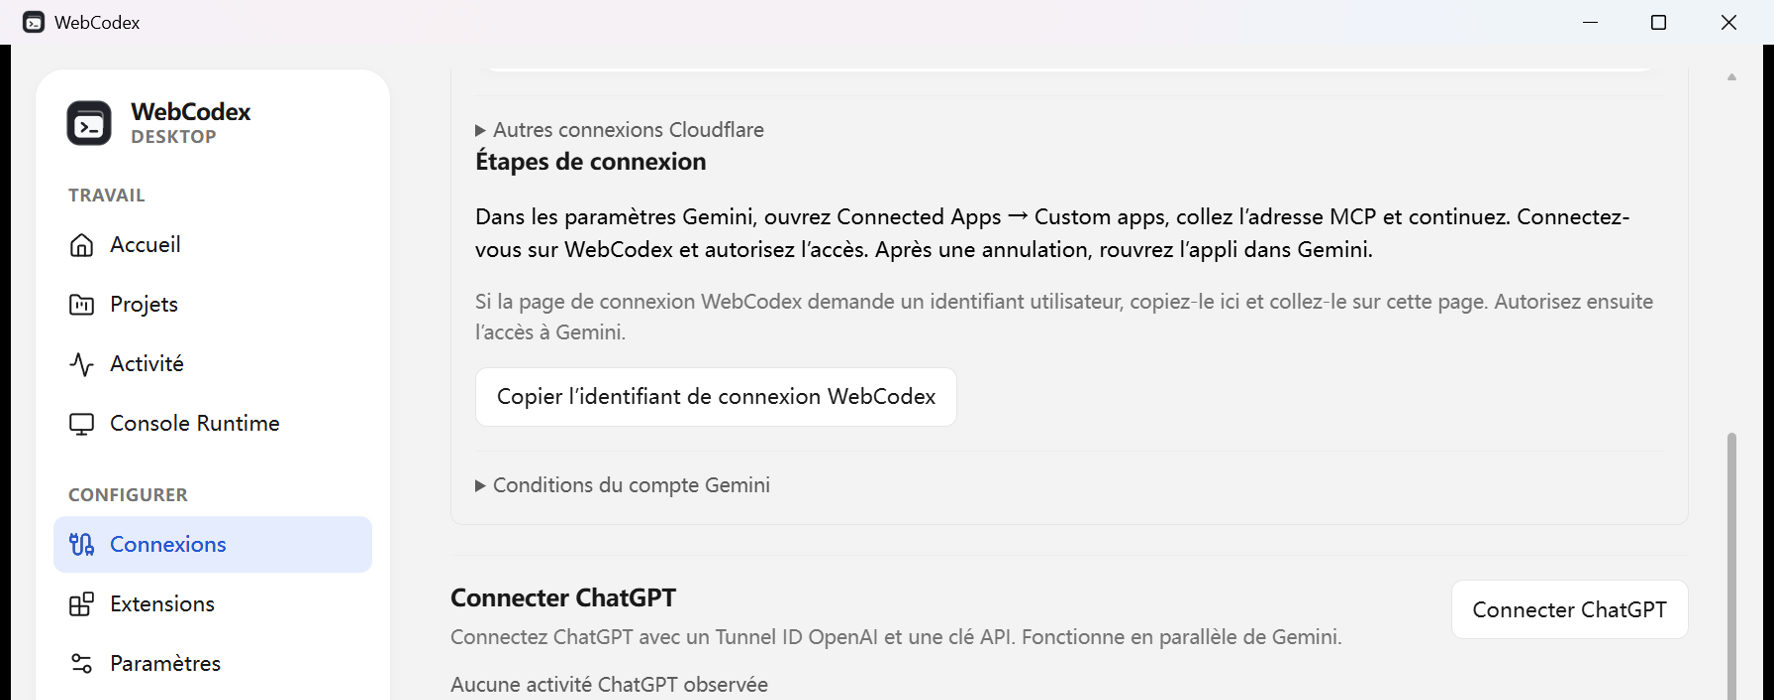 WebCodex
WebCodex
DESKTOP
TRAVAIL
Accueil
Projets
Activité
Console Runtime
CONFIGURER
Connexions
Extensions
Paramètres
Autres connexions Cloudflare
Étapes de connexion
Dans les paramètres Gemini, ouvrez Connected Apps → Custom apps, collez l’adresse MCP et continuez. Connectez-
vous sur WebCodex et autorisez l’accès. Après une annulation, rouvrez l’appli dans Gemini.
Si la page de connexion WebCodex demande un identifiant utilisateur, copiez-le ici et collez-le sur cette page. Autorisez ensuite
l’accès à Gemini.
Copier l’identifiant de connexion WebCodex
Conditions du compte Gemini
Connecter ChatGPT
Connecter ChatGPT
Connectez ChatGPT avec un Tunnel ID OpenAI et une clé API. Fonctionne en parallèle de Gemini.
Aucune activité ChatGPT observée